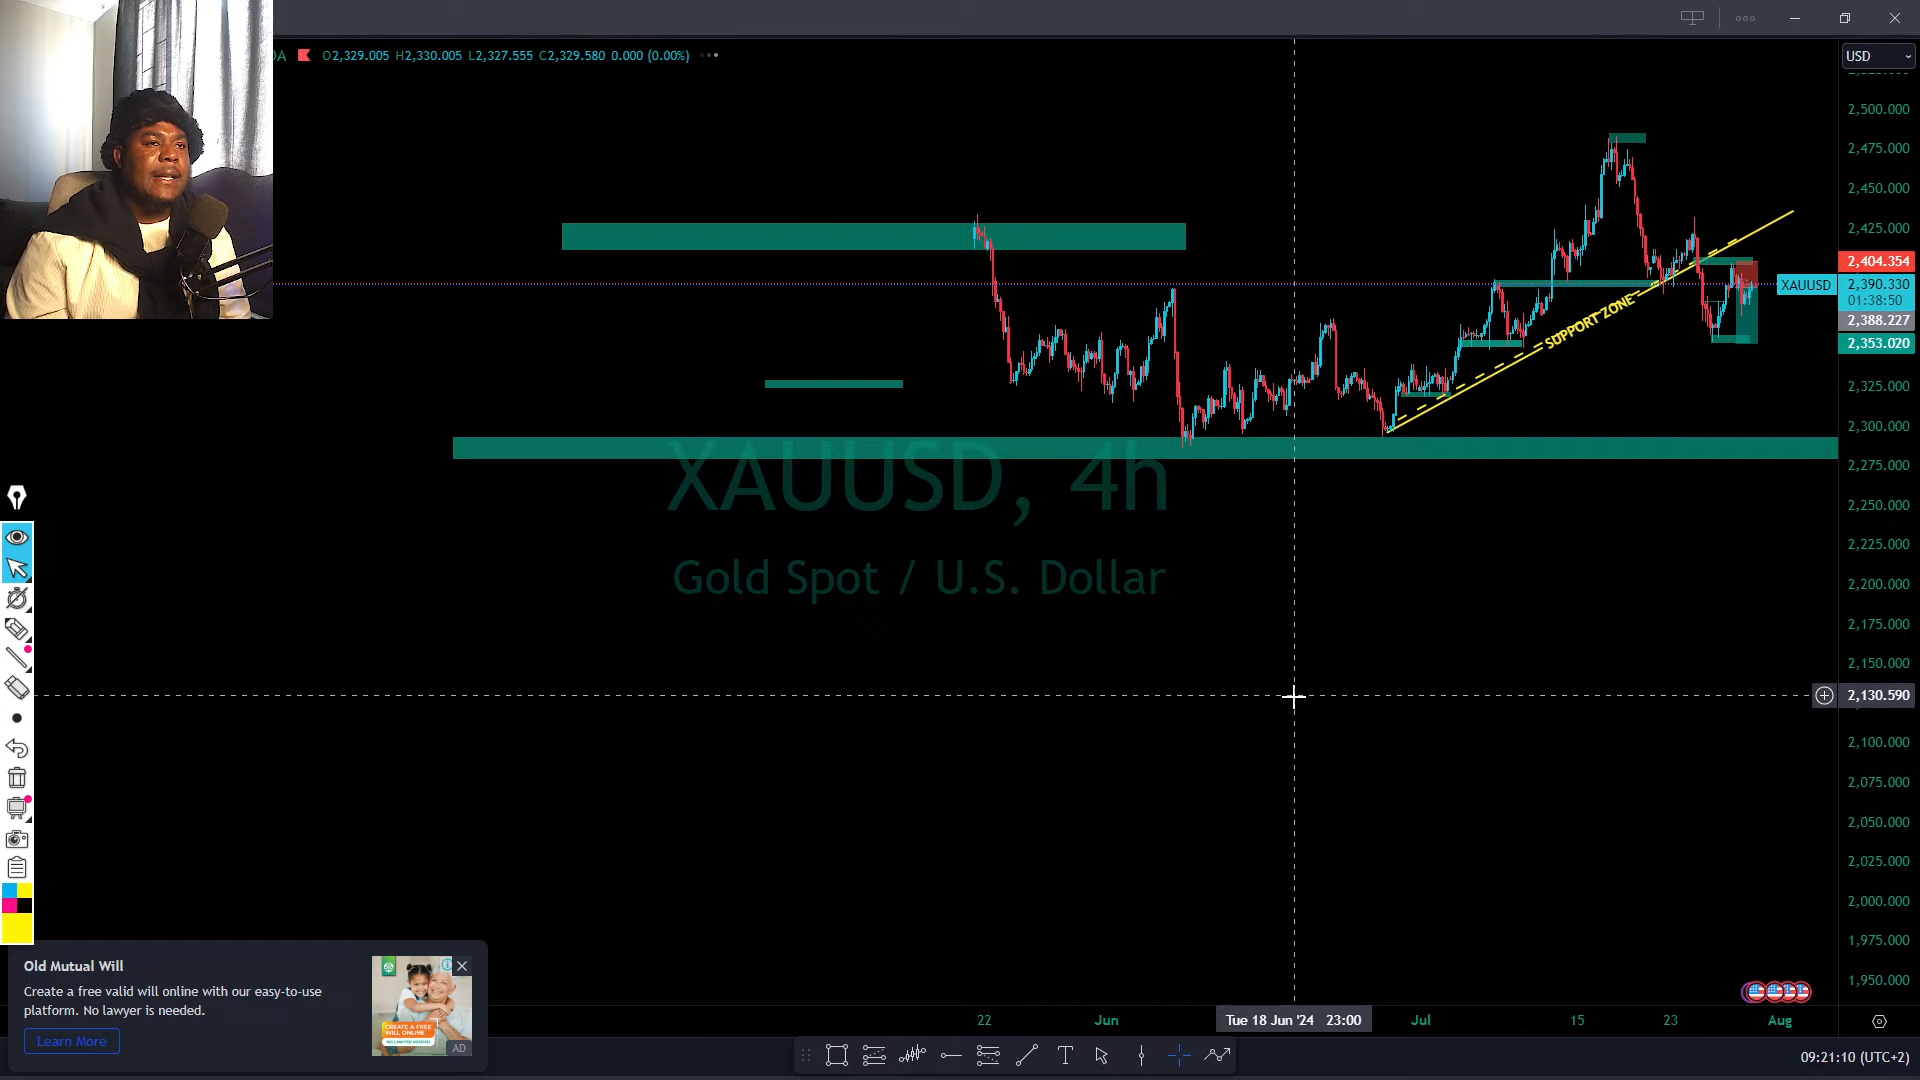 O2,329.005 H2,330.005 L2,327.555 C2,329.580 0.000 (0.00%)
USD
2,500.000
2,475.000
2,450.000
2,425.000
2,404.354
XAUUSD 2,390.330
01:38:50
2,388.227
2,353.020
2,325.000
2,300.000
2,275.000
2,250.000
2,225.000
2,200.000
2,175.000
2,150.000
2,130.590
2,100.000
2,075.000
2,050.000
2,025.000
2,000.000
1,975.000
1,950.000
SUPPORT ZONE
XAUUSD, 4h
Gold Spot / U.S. Dollar
Old Mutual Will
Create a free valid will online with our easy-to-use
platform. No lawyer is needed.
Learn More
CREATE A FREE
WILL ONLINE
NO LAWYER NEEDED
AD
22
Jun
Tue 18 Jun '24 23:00
Jul
15
23
Aug
09:21:10 (UTC+2)